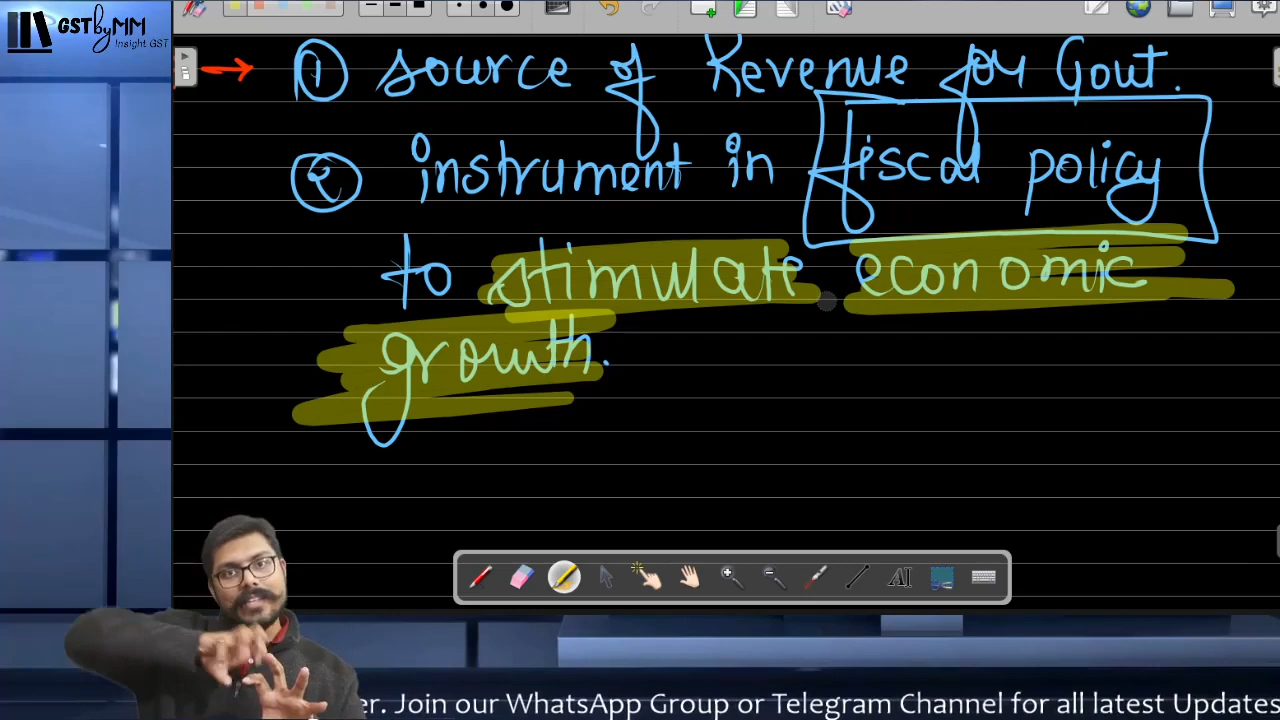 GSTbyMM
Insight GST
① source of Revenue for Govt.
② instrument in fiscal policy
to stimulate economic
growth.
AI
er. Join our WhatsApp Group or Telegram Channel for all latest Updates